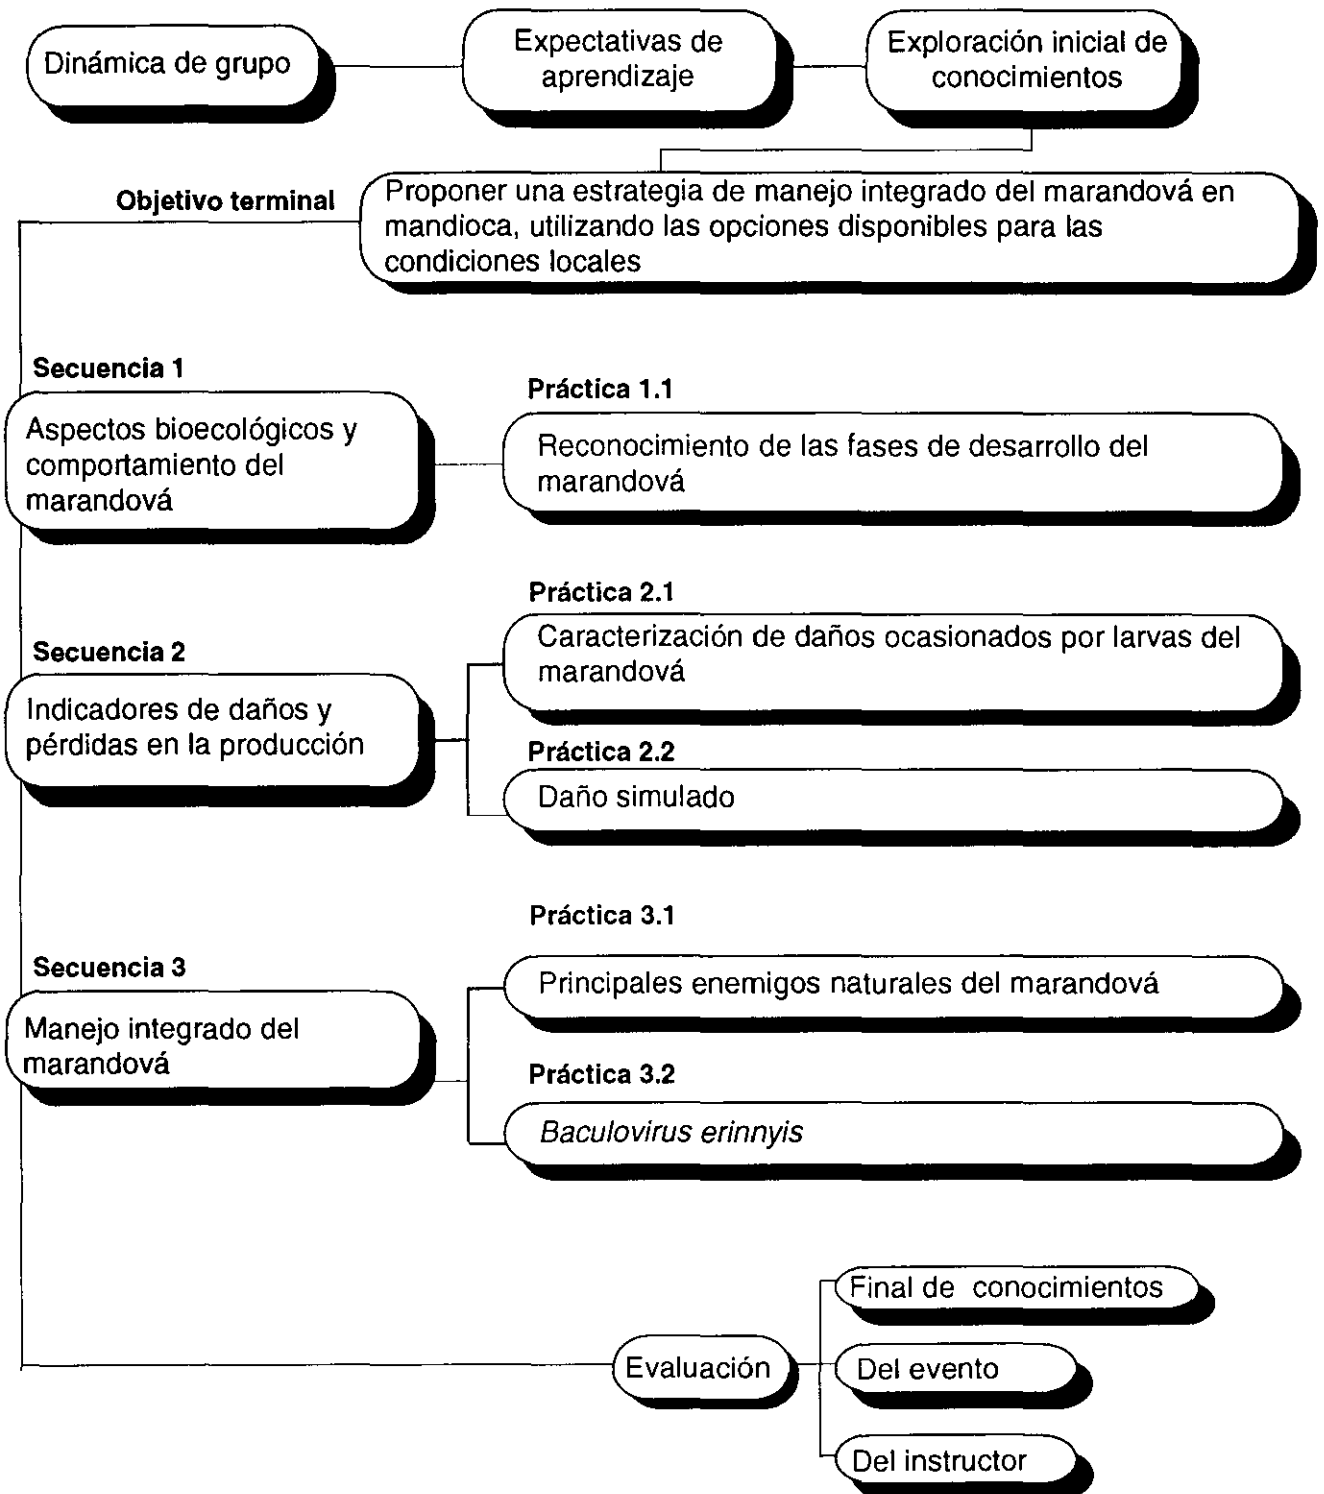 Dinámica de grupo
Expectativas de
aprendizaje
Exploración inicial de
conocimientos
Objetivo terminal
Proponer una estrategia de manejo integrado del marandová en
mandioca, utilizando las opciones disponibles para las
condiciones locales
Secuencia 1
Aspectos bioecológicos y
comportamiento del
marandová
Práctica 1.1
Reconocimiento de las fases de desarrollo del
marandová
Secuencia 2
Indicadores de daños y
pérdidas en la producción
Práctica 2.1
Caracterización de daños ocasionados por larvas del
marandová
Práctica 2.2
Daño simulado
Secuencia 3
Manejo integrado del
marandová
Práctica 3.1
Principales enemigos naturales del marandová
Práctica 3.2
Baculovirus erinnyis
Evaluación
Final de conocimientos
Del evento
Del instructor